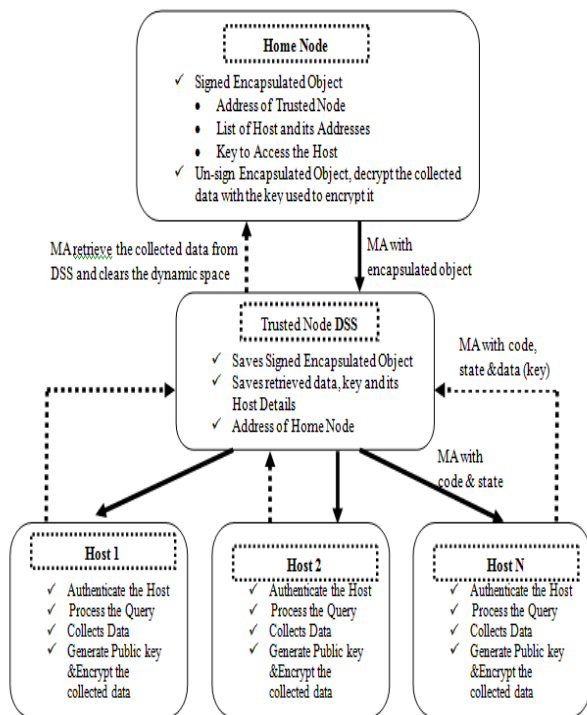 Home Node
✓ Signed Encapsulated Object
• Address of Trusted Node
• List of Host and its Addresses
• Key to Access the Host
✓ Un-sign Encapsulated Object, decrypt the collected
data with the key used to encrypt it
MA retrieve the collected data from
DSS and clears the dynamic space
MA with
encapsulated object
Trusted Node DSS
✓ Saves Signed Encapsulated Object
✓ Saves retrieved data, key and its
Host Details
✓ Address of Home Node
MA with code,
state &data (key)
MA with
code & state
Host 1
✓ Authenticate the Host
✓ Process the Query
✓ Collects Data
✓ Generate Public key
&Encrypt the
collected data
Host 2
✓ Authenticate the Host
✓ Process the Query
✓ Collects Data
✓ Generate Public key
&Encrypt the
collected data
Host N
✓ Authenticate the Host
✓ Process the Query
✓ Collects Data
✓ Generate Public key
&Encrypt the
collected data